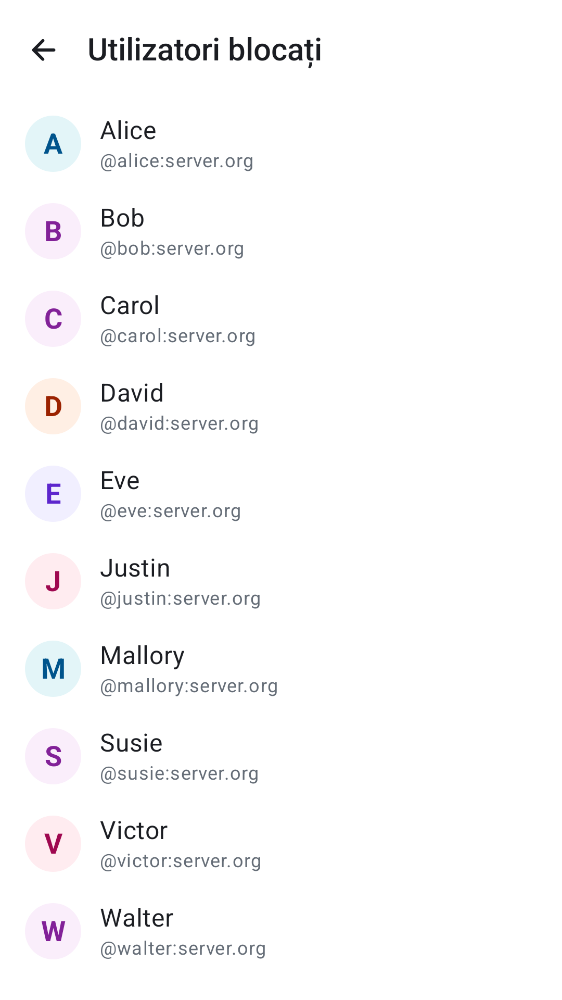 Utilizatori blocați
A
Alice
@alice:server.org
B
Bob
@bob:server.org
C
Carol
@carol:server.org
D
David
@david:server.org
E
Eve
@eve:server.org
J
Justin
@justin:server.org
M
Mallory
@mallory:server.org
S
Susie
@susie:server.org
V
Victor
@victor:server.org
W
Walter
@walter:server.org